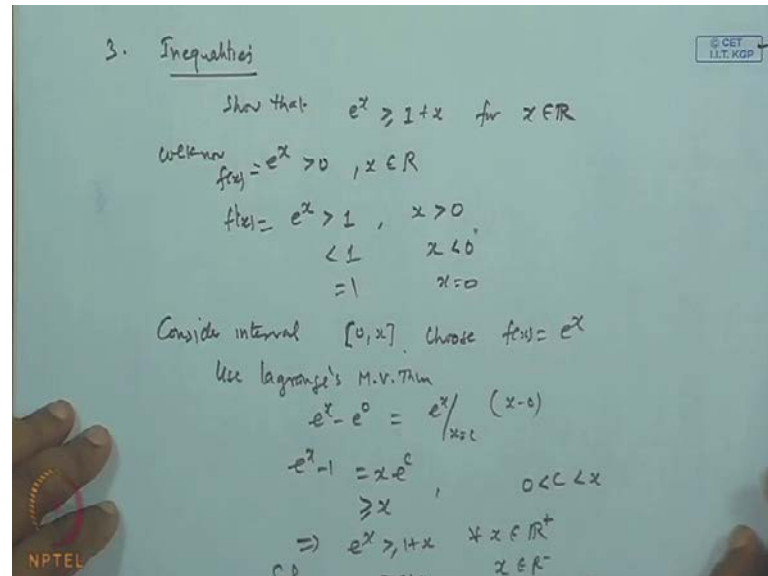 3. Inequalities
© CET
I.I.T. KGP
Show that e^x ≥ 1+x for x ∈ R
We know f(x) = e^x > 0 , x ∈ R
f'(x) = e^x > 1 , x > 0
< 1 x < 0
= 1 x = 0
Consider interval [0,x]. Choose f(x) = e^x
Use Lagrange's M.V. Thm
e^x - e^0 = e^x/x=c (x-0)
e^x - 1 = x e^c , 0 < c < x
≥ x
⇒ e^x ≥ 1+x ∀ x ∈ R^+
x ∈ R^-
NPTEL